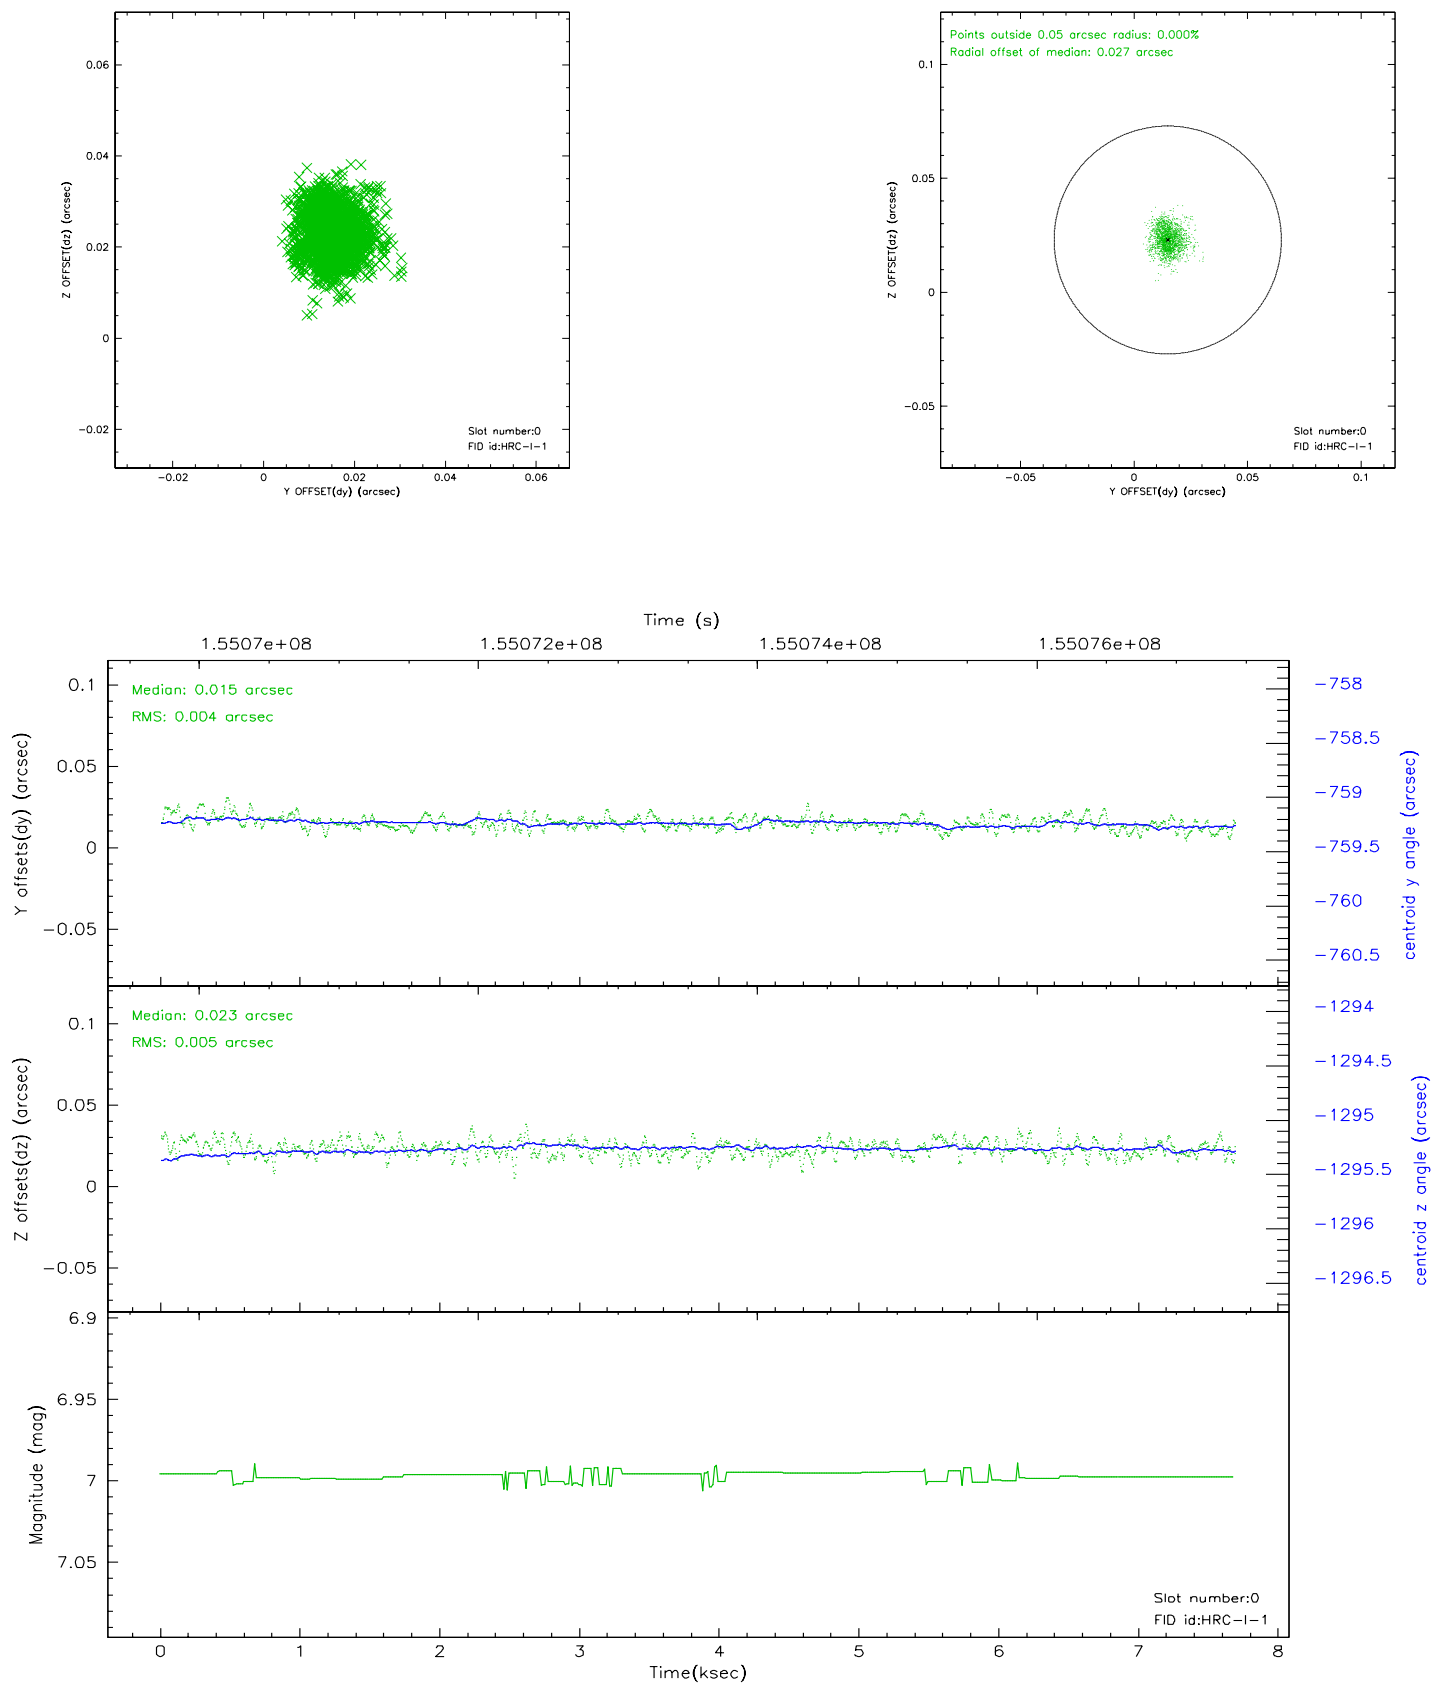 0.06
0.04
0.02
0
-0.02
Z OFFSET(dz) (arcsec)
Slot number:0
FID id:HRC-I-1
-0.02 0 0.02 0.04 0.06
Y OFFSET(dy) (arcsec)
Points outside 0.05 arcsec radius: 0.000%
Radial offset of median: 0.027 arcsec
0.1
0.05
0
-0.05
Z OFFSET(dz) (arcsec)
Slot number:0
FID id:HRC-I-1
-0.05 0 0.05 0.1
Y OFFSET(dy) (arcsec)
Time (s)
1.5507e+08 1.55072e+08 1.55074e+08 1.55076e+08
Median: 0.015 arcsec
RMS: 0.004 arcsec
0.1
0.05
0
-0.05
Y offsets(dy) (arcsec)
-758
-758.5
-759
-759.5
-760
-760.5
centroid y angle (arcsec)
Median: 0.023 arcsec
RMS: 0.005 arcsec
0.1
0.05
0
-0.05
Z offsets(dz) (arcsec)
-1294
-1294.5
-1295
-1295.5
-1296
-1296.5
centroid z angle (arcsec)
6.9
6.95
7
7.05
Magnitude (mag)
Slot number:0
FID id:HRC-I-1
0 1 2 3 4 5 6 7 8
Time(ksec)